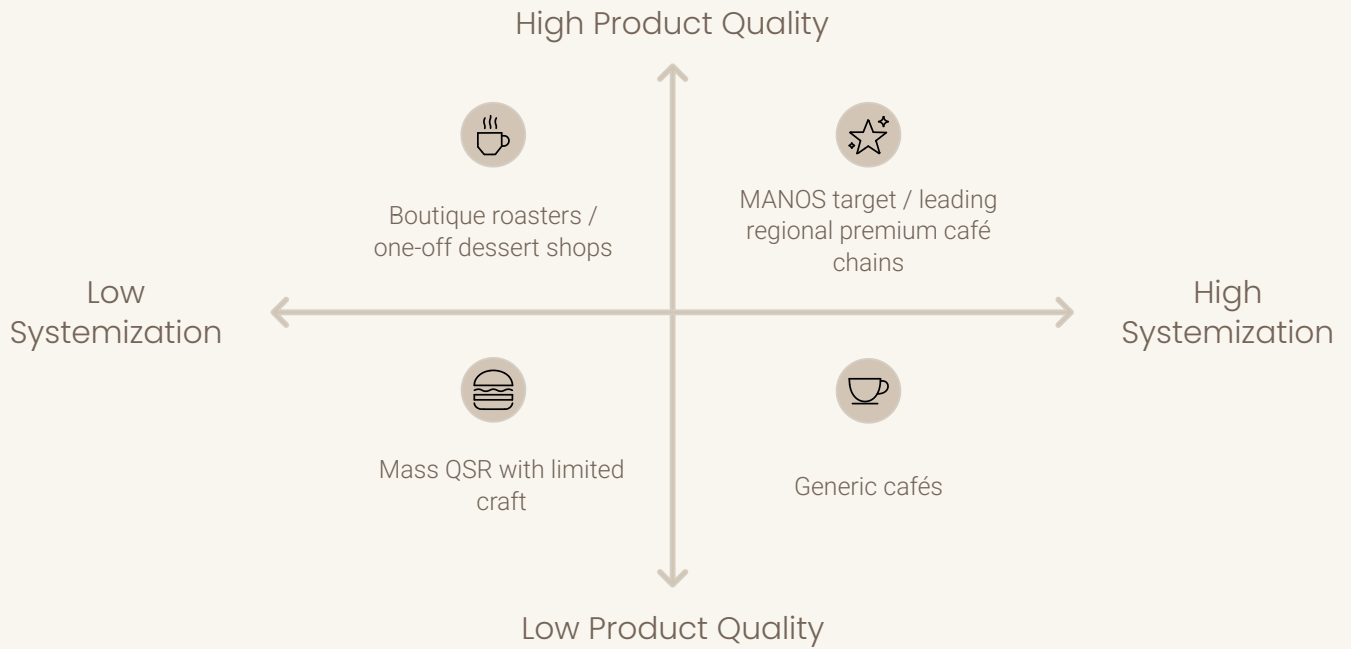 High Product Quality
Boutique roasters /
one-off dessert shops
MANOS target / leading
regional premium café
chains
Low
Systemization
High
Systemization
Mass QSR with limited
craft
Generic cafés
Low Product Quality